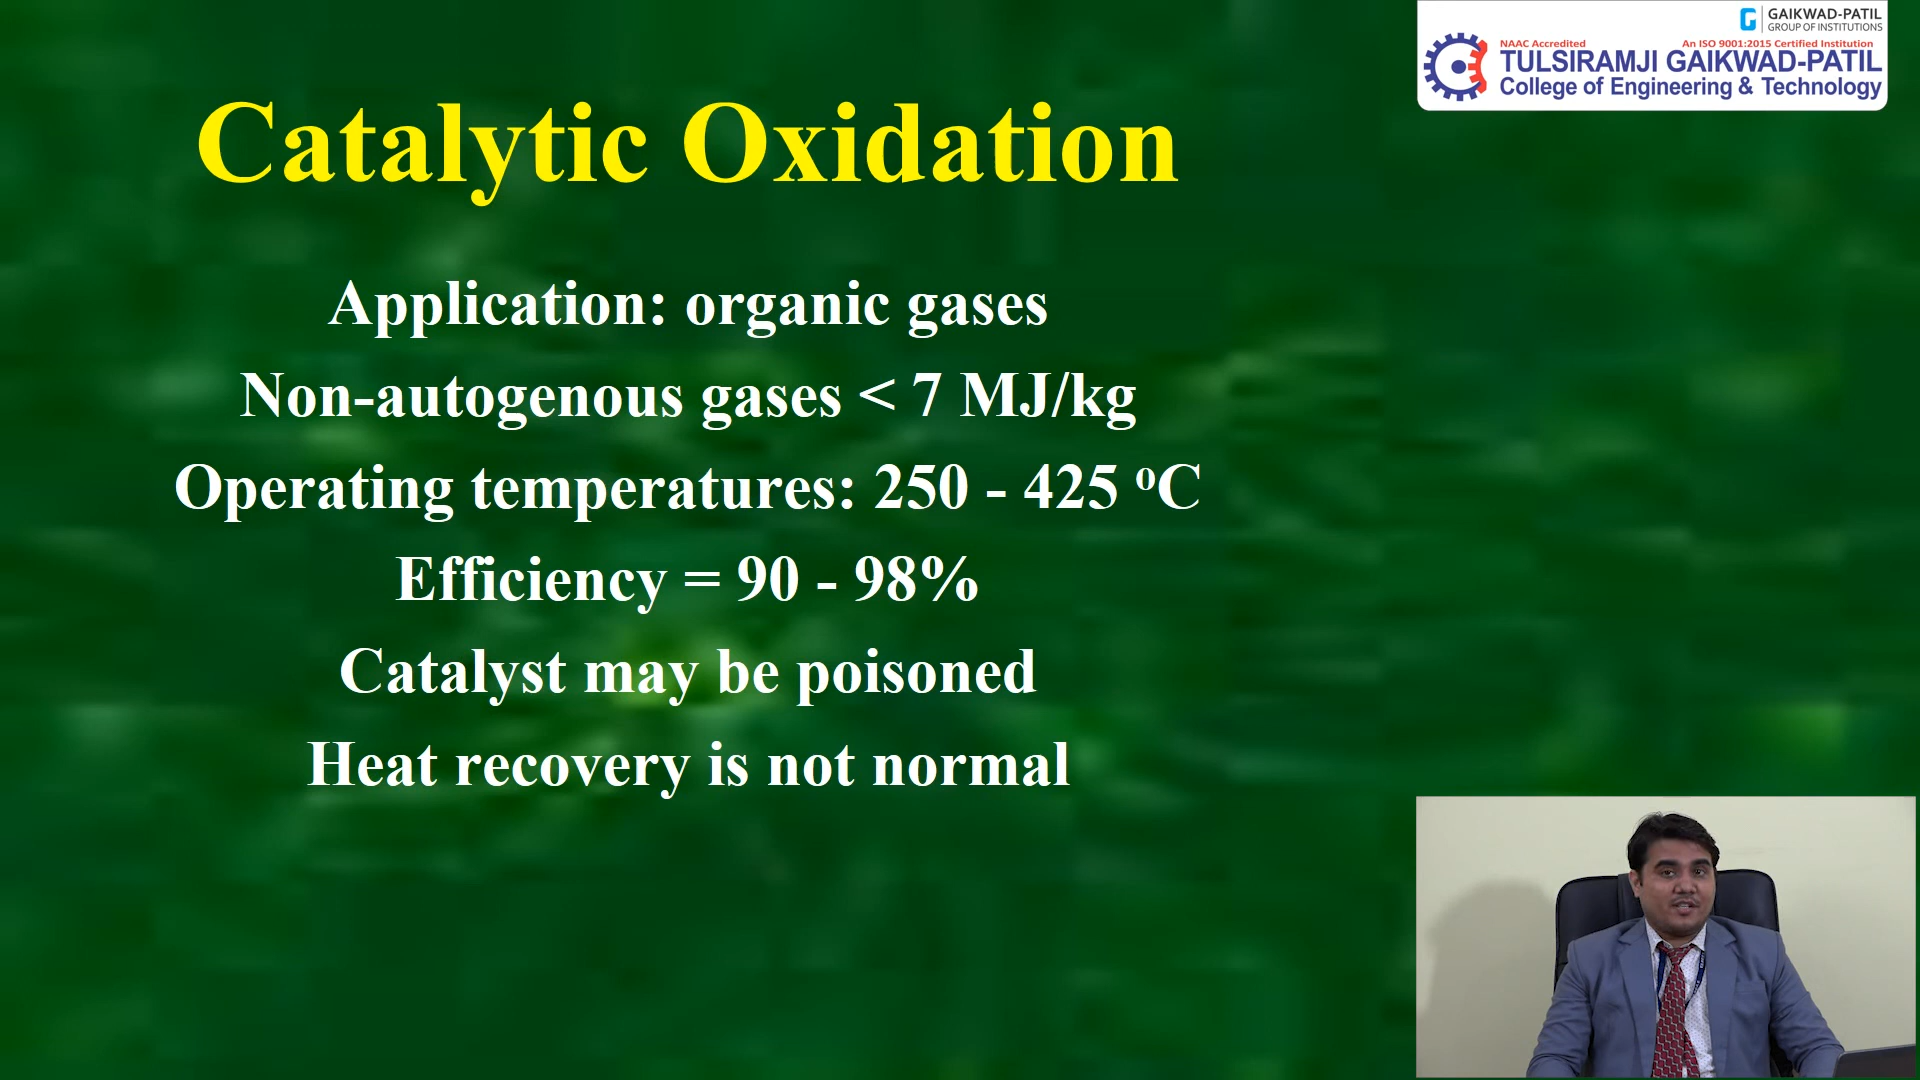 GAIKWAD-PATIL
GROUP OF INSTITUTIONS
NAAC Accredited An ISO 9001:2015 Certified Institution
TULSIRAMJI GAIKWAD-PATIL
College of Engineering & Technology
Catalytic Oxidation
Application: organic gases
Non-autogenous gases < 7 MJ/kg
Operating temperatures: 250 - 425 ºC
Efficiency = 90 - 98%
Catalyst may be poisoned
Heat recovery is not normal